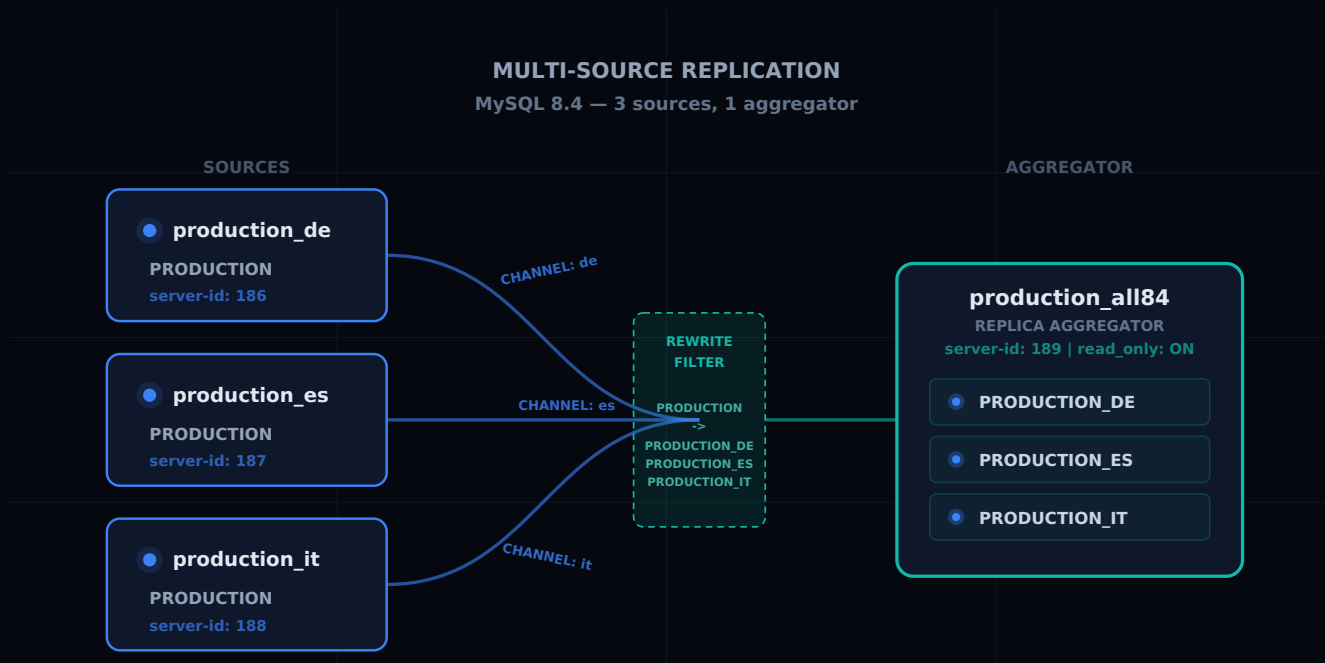 MULTI-SOURCE REPLICATION
MySQL 8.4 — 3 sources, 1 aggregator
SOURCES
production_de
PRODUCTION
server-id: 186
production_es
PRODUCTION
server-id: 187
production_it
PRODUCTION
server-id: 188
CHANNEL: de
CHANNEL: es
CHANNEL: it
REWRITE
FILTER
PRODUCTION
->
PRODUCTION_DE
PRODUCTION_ES
PRODUCTION_IT
AGGREGATOR
production_all84
REPLICA AGGREGATOR
server-id: 189 | read_only: ON
PRODUCTION_DE
PRODUCTION_ES
PRODUCTION_IT